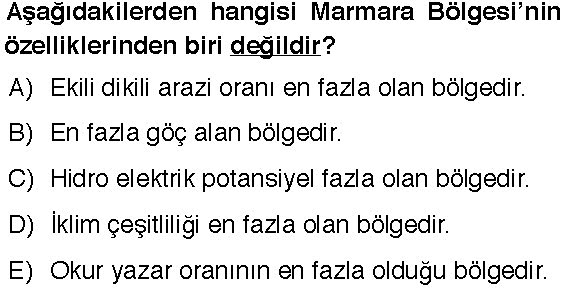 Aşağıdakilerden hangisi Marmara Bölgesi'nin
özelliklerinden biri değildir?
A) Ekili dikili arazi oranı en fazla olan bölgedir.
B) En fazla göç alan bölgedir.
C) Hidro elektrik potansiyel fazla olan bölgedir.
D) İklim çeşitliliği en fazla olan bölgedir.
E) Okur yazar oranının en fazla olduğu bölgedir.